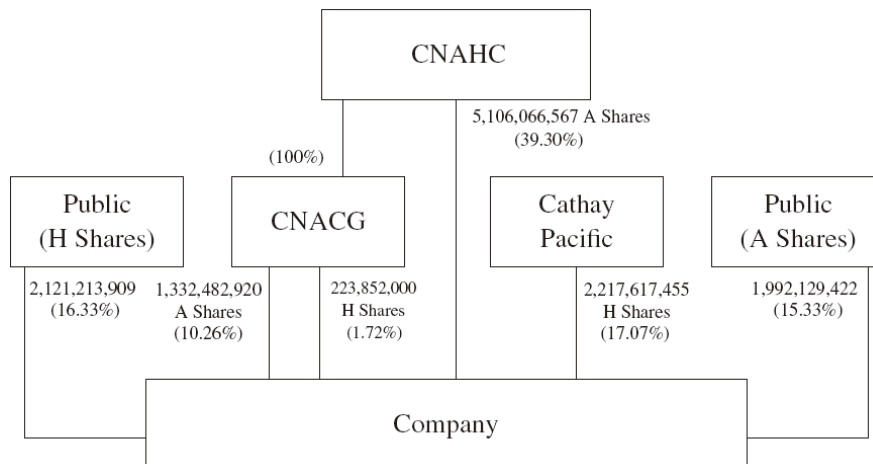 CNAHC
5,106,066,567 A Shares
(39.30%)
(100%)
Public
(H Shares)
CNACG
Cathay
Pacific
Public
(A Shares)
2,121,213,909
(16.33%)
1,332,482,920
A Shares
(10.26%)
223,852,000
H Shares
(1.72%)
2,217,617,455
H Shares
(17.07%)
1,992,129,422
(15.33%)
Company